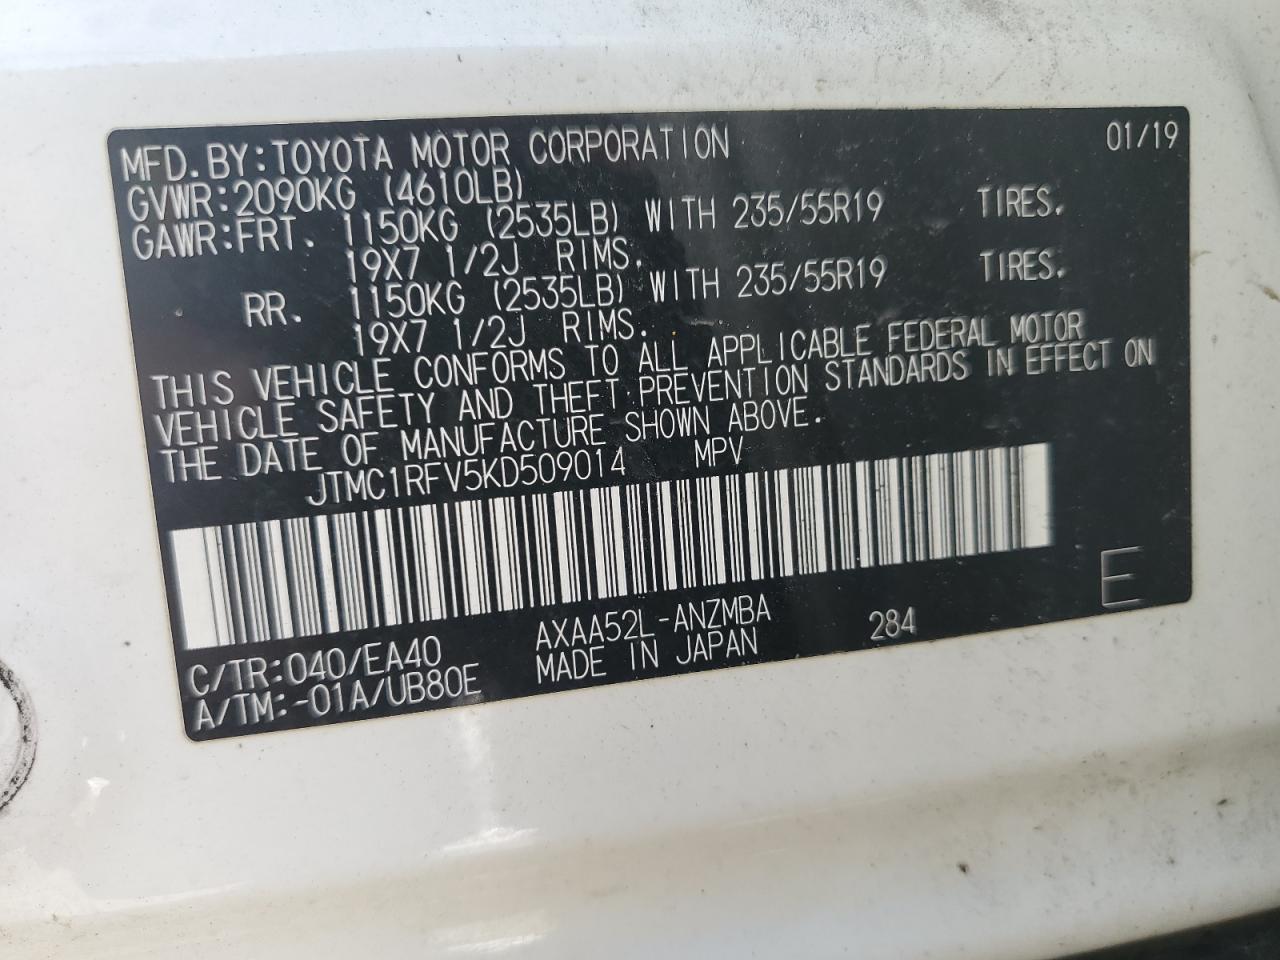 MFD.BY:TOYOTA MOTOR CORPORATION 01/19
GVWR:2090KG (4610LB)
GAWR:FRT. 1150KG (2535LB) WITH 235/55R19 TIRES.
19X7 1/2J RIMS.
RR. 1150KG (2535LB) WITH 235/55R19 TIRES.
19X7 1/2J RIMS.
THIS VEHICLE CONFORMS TO ALL APPLICABLE FEDERAL MOTOR
VEHICLE SAFETY AND THEFT PREVENTION STANDARDS IN EFFECT ON
THE DATE OF MANUFACTURE SHOWN ABOVE.
JTMC1RFV5KD509014 MPV
E
C/TR:040/EA40 AXAA52L-ANZMBA 284
A/TM:-01A/UB80E MADE IN JAPAN